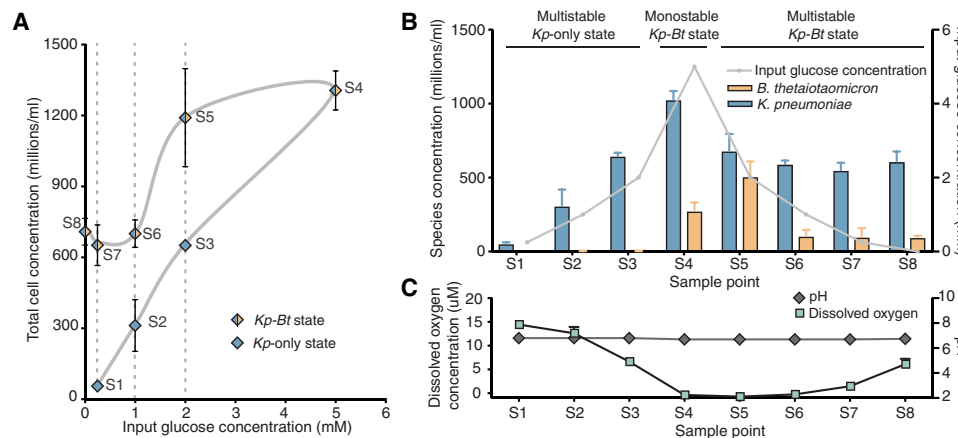 A
Total cell concentration (millions/ml)
1500
1200
900
600
300
0
S8
S7
S6
S5
S4
S3
S2
S1
Kp-Bt state
Kp-only state
0 1 2 3 4 5 6
Input glucose concentration (mM)
B
Multistable
Kp-only state
Monostable
Kp-Bt state
Multistable
Kp-Bt state
Species concentration (millions/ml)
1500
1000
500
0
Input glucose concentration
B. thetaiotaomicron
K. pneumoniae
6
4
2
0
S1 S2 S3 S4 S5 S6 S7 S8
Sample point
C
Dissolved oxygen
concentration (uM)
20
15
10
5
0
pH
Dissolved oxygen
10
8
6
4
2
S1 S2 S3 S4 S5 S6 S7 S8
Sample point